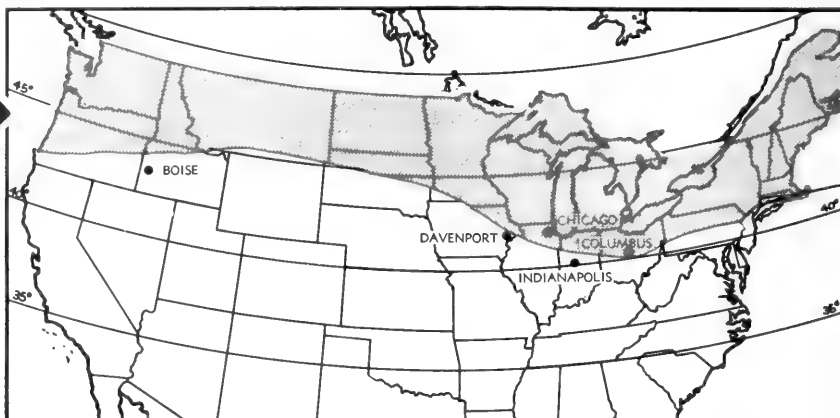 45°
BOISE
40°
40°
CHICAGO
DAVENPORT
COLUMBUS
INDIANAPOLIS
35°
35°